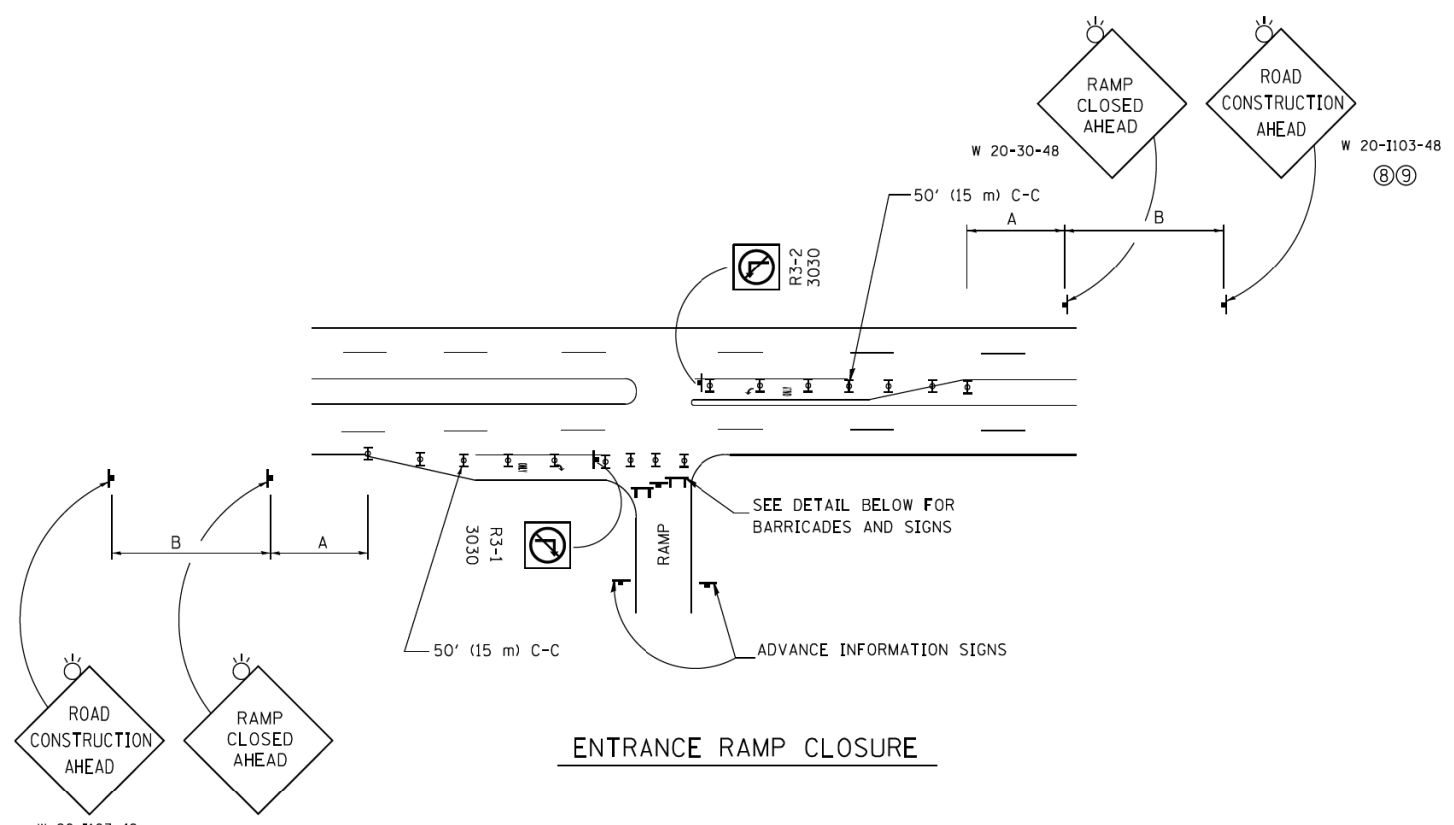 RAMP
CLOSED
AHEAD
ROAD
CONSTRUCTION
AHEAD
W 20-30-48
W 20-I103-48
⑧⑨
50' (15 m) C-C
A
B
R3-2
3030
SEE DETAIL BELOW FOR
BARRICADES AND SIGNS
RAMP
R3-1
3030
B
A
50' (15 m) C-C
ADVANCE INFORMATION SIGNS
ROAD
CONSTRUCTION
AHEAD
RAMP
CLOSED
AHEAD
ENTRANCE RAMP CLOSURE